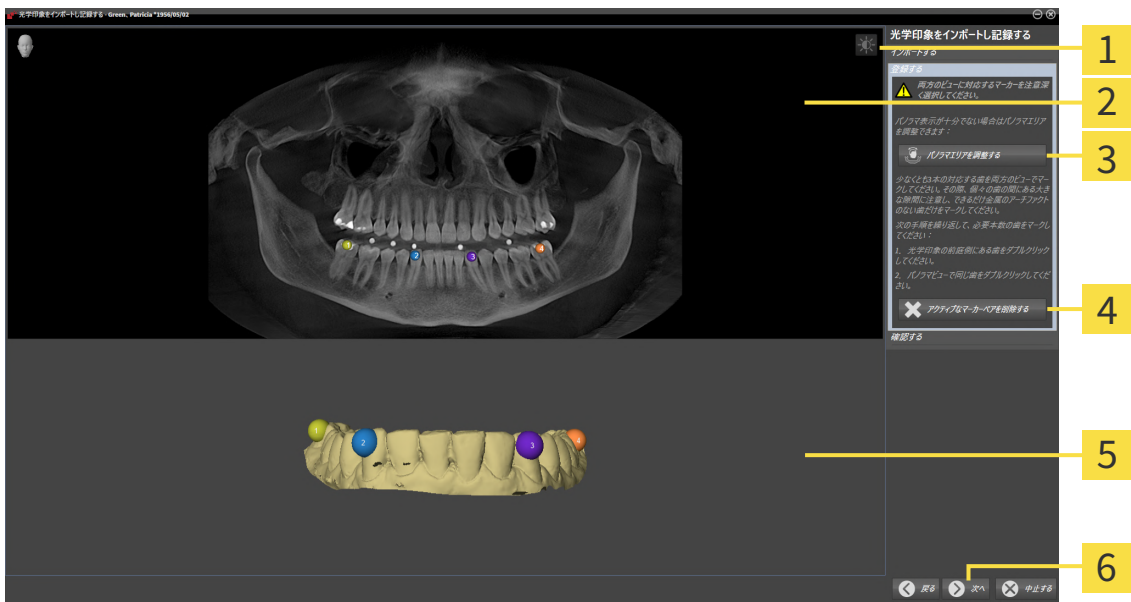 光学印象をインポートし記録する - Green, Patricia *1956/05/02
光学印象をインポートし記録する
インポートする
登録する
両方のビューに対応するマーカーを注意深
く選択してください。
パノラマ表示が十分でない場合はパノラマエリア
を調整できます：
パノラマエリアを調整する
少なくとも3本の対応する歯を両方のビューでマー
クしてください。その際、個々の歯の間にある大き
な隙間に注意し、できるだけ金属のアーチファクト
のない歯だけをマークしてください。
次の手順を繰り返して、必要本数の歯をマークし
てください：
1. 光学印象の前庭側にある歯をダブルクリック
してください。
2. パノラマビューで同じ歯をダブルクリックしてくだ
さい。
アクティブなマーカーペアを削除する
確認する
1
2
3
4
1
2
3
4
戻る
次へ
中止する
1
2
3
4
5
6